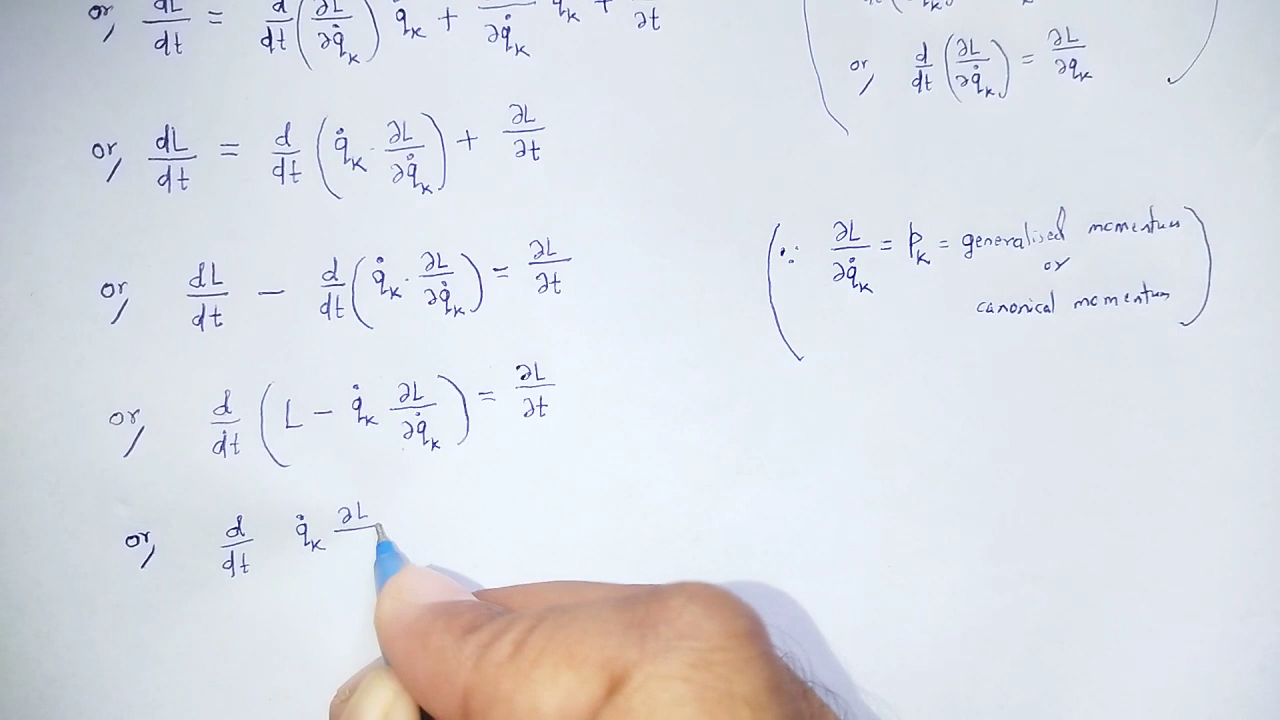 or, dL/dt = d/dt (∂L/∂q̇ₖ) q̇ₖ + /∂q̇ₖ q̇ₖ + /∂t
or, dL/dt = d/dt (q̇ₖ · ∂L/∂q̇ₖ) + ∂L/∂t
or, dL/dt − d/dt (q̇ₖ · ∂L/∂q̇ₖ) = ∂L/∂t
or, d/dt (L − q̇ₖ ∂L/∂q̇ₖ) = ∂L/∂t
or, d/dt q̇ₖ ∂L
or, d/dt (∂L/∂q̇ₖ) = ∂L/∂qₖ)
(∵ ∂L/∂q̇ₖ = pₖ = generalised momentum
or
canonical momentum)